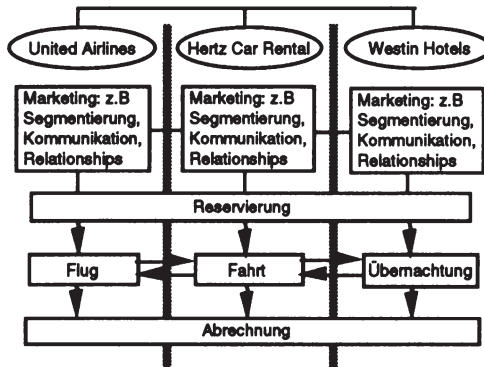 United Airlines
Hertz Car Rental
Westin Hotels
Marketing: z.B
Segmentierung,
Kommunikation,
Relationships
Marketing: z.B
Segmentierung,
Kommunikation,
Relationships
Marketing: z.B
Segmentierung,
Kommunikation,
Relationships
Reservierung
Flug
Fahrt
Übernachtung
Abrechnung